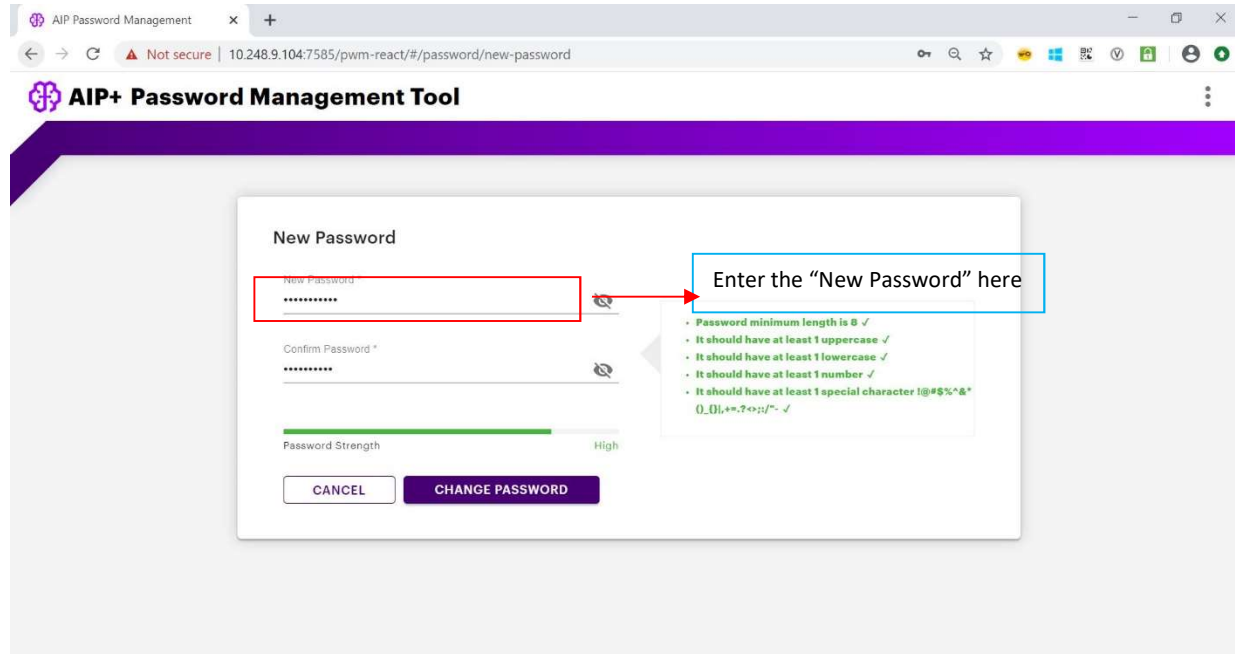 AIP Password Management
Not secure | 10.248.9.104:7585/pwm-react/#/password/new-password
AIP+ Password Management Tool
New Password
New Password *
•••••••••••
Enter the “New Password” here
• Password minimum length is 8 ✓
• It should have at least 1 uppercase ✓
• It should have at least 1 lowercase ✓
• It should have at least 1 number ✓
• It should have at least 1 special character !@#$%^&*
()_{}|,+=.?<>;:/"- ✓
Confirm Password *
••••••••••
Password Strength
High
CANCEL
CHANGE PASSWORD